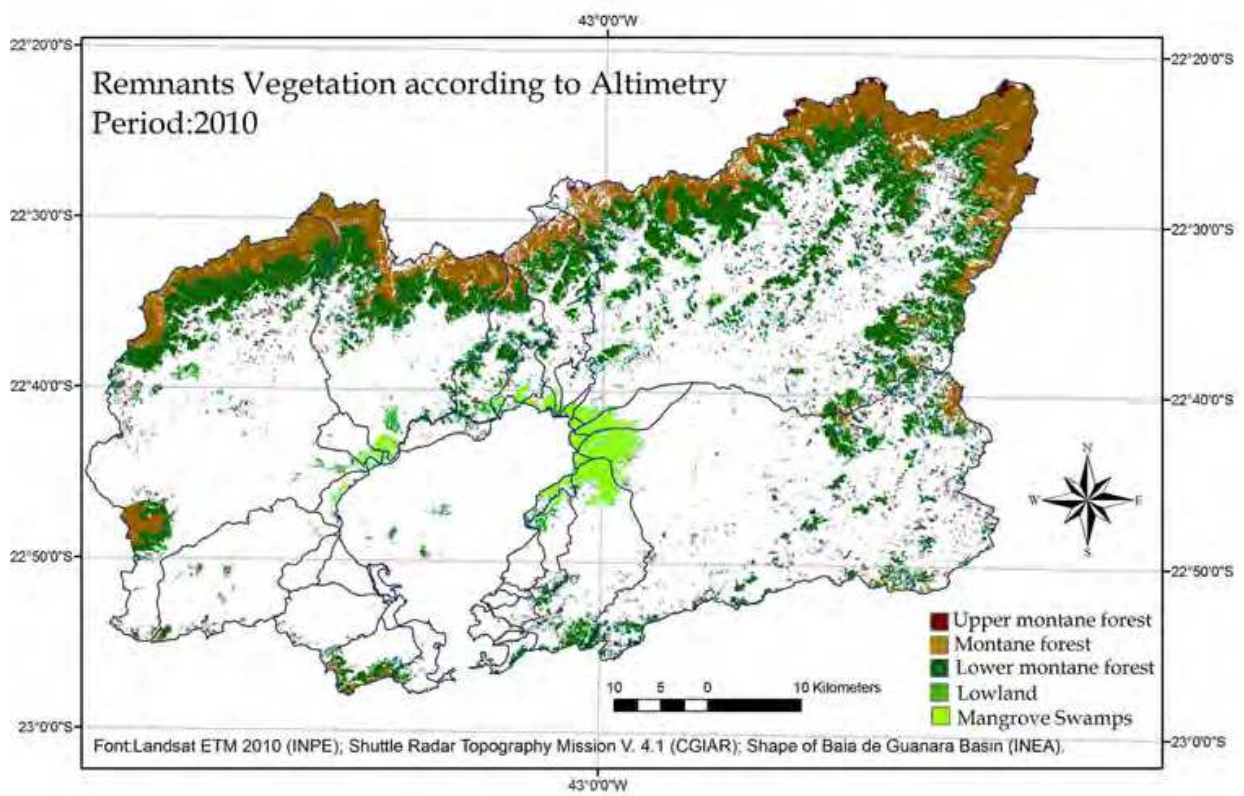 43°0'0"W
22°20'0"S
22°20'0"S
Remnants Vegetation according to Altimetry
Period:2010
22°30'0"S
22°30'0"S
22°40'0"S
22°40'0"S
N
W
E
S
22°50'0"S
22°50'0"S
Upper montane forest
Montane forest
Lower montane forest
Lowland
Mangrove Swamps
10 5 0 10 Kilometers
23°0'0"S
23°0'0"S
Font:Landsat ETM 2010 (INPE); Shuttle Radar Topography Mission V. 4.1 (CGIAR); Shape of Baia de Guanara Basin (INEA).
43°0'0"W